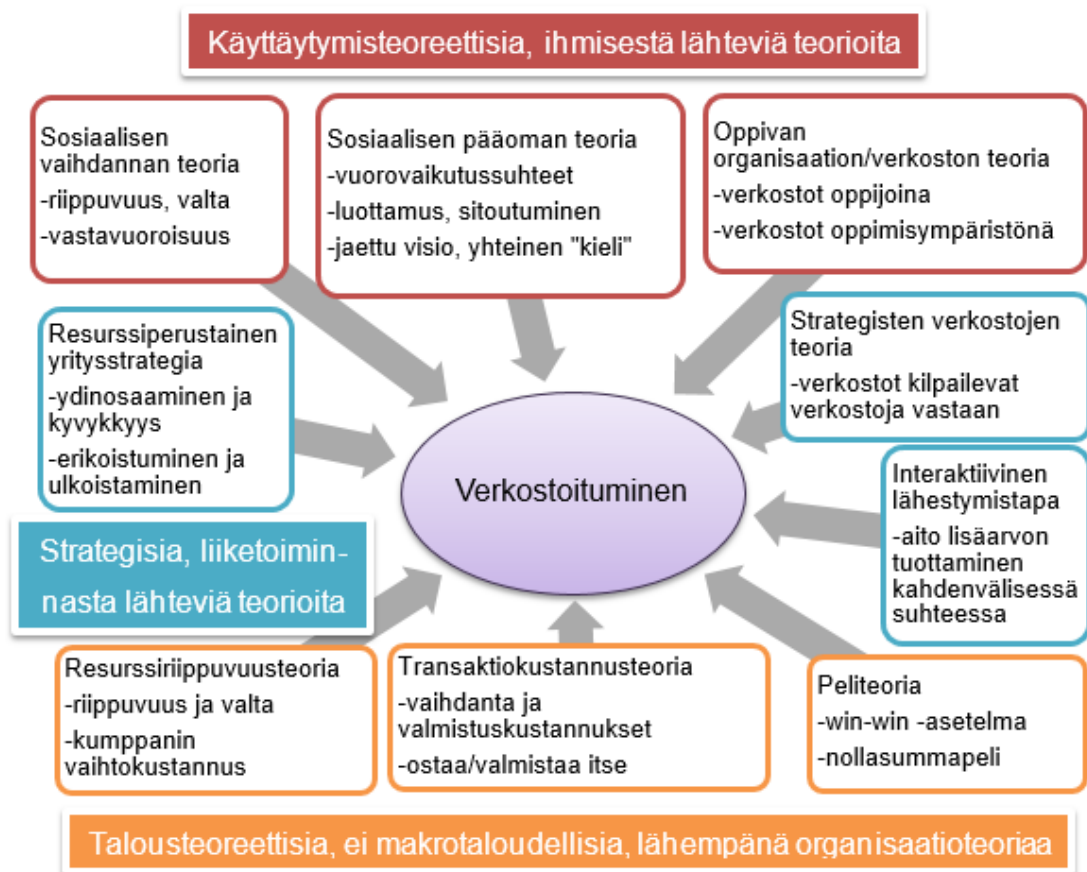 Käyttäytymisteoreettisia, ihmisestä lähteviä teorioita
Sosiaalisen
vaihdannan teoria
-riippuvuus, valta
-vastavuoroisuus
Sosiaalisen pääoman teoria
-vuorovaikutussuhteet
-luottamus, sitoutuminen
-jaettu visio, yhteinen "kieli"
Oppivan
organisaation/verkoston teoria
-verkostot oppijoina
-verkostot oppimisympäristönä
Resurssiperustainen
yritysstrategia
-ydinosaaminen ja
kyvykkyys
-erikoistuminen ja
ulkoistaminen
Strategisten verkostojen
teoria
-verkostot kilpailevat
verkostoja vastaan
Verkostoituminen
Interaktiivinen
lähestymistapa
-aito lisäarvon
tuottaminen
kahdenvälisessä
suhteessa
Strategisia, liiketoimin-
nasta lähteviä teorioita
Resurssiriippuvuusteoria
-riippuvuus ja valta
-kumppanin
vaihtokustannus
Transaktiokustannusteoria
-vaihdanta ja
valmistuskustannukset
-ostaa/valmistaa itse
Peliteoria
-win-win -asetelma
-nollasummapeli
Talousteoreettisia, ei makrotaloudellisia, lähempänä organisaatioteoriaa